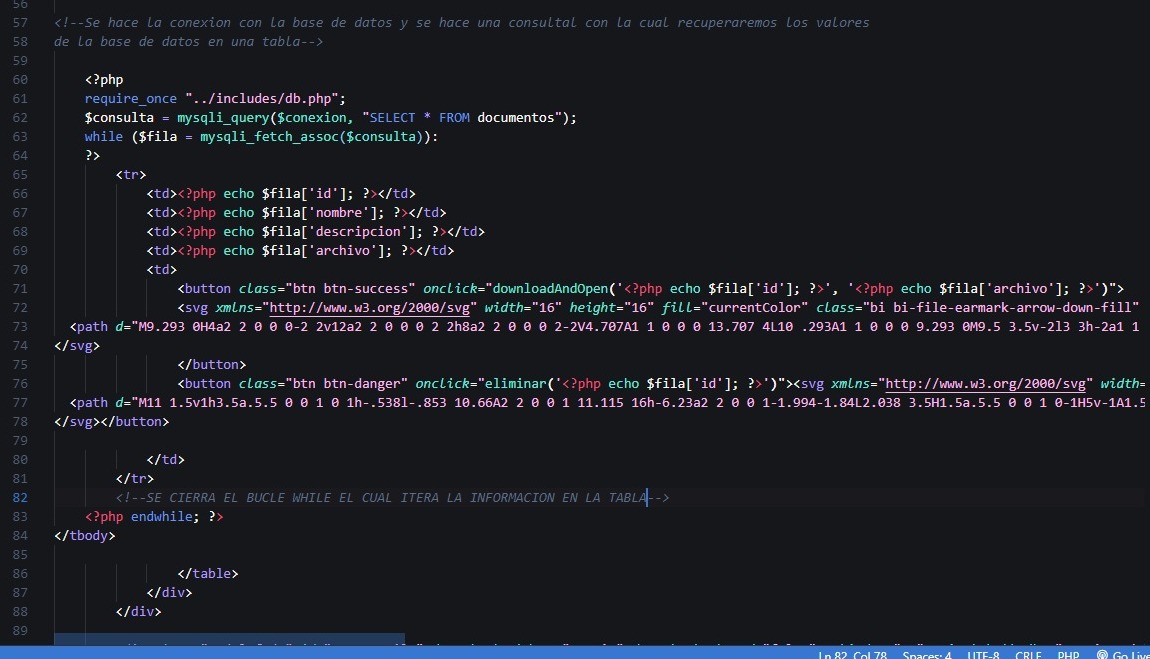 56
57 <!--Se hace la conexion con la base de datos y se hace una consultal con la cual recuperaremos los valores
58 de la base de datos en una tabla-->
59
60 <?php
61 require_once "../includes/db.php";
62 $consulta = mysqli_query($conexion, "SELECT * FROM documentos");
63 while ($fila = mysqli_fetch_assoc($consulta)):
64 ?>
65 <tr>
66 <td><?php echo $fila['id']; ?></td>
67 <td><?php echo $fila['nombre']; ?></td>
68 <td><?php echo $fila['descripcion']; ?></td>
69 <td><?php echo $fila['archivo']; ?></td>
70 <td>
71 <button class="btn btn-success" onclick="downloadAndOpen('<?php echo $fila['id']; ?>', '<?php echo $fila['archivo']; ?>')">
72 <svg xmlns="http://www.w3.org/2000/svg" width="16" height="16" fill="currentColor" class="bi bi-file-earmark-arrow-down-fill"
73 <path d="M9.293 0H4a2 2 0 0 0-2 2v12a2 2 0 0 0 2 2h8a2 2 0 0 0 2-2V4.707A1 1 0 0 0 13.707 4L10 .293A1 1 0 0 0 9.293 0M9.5 3.5v-2l3 3h-2a1 1
74 </svg>
75 </button>
76 <button class="btn btn-danger" onclick="eliminar('<?php echo $fila['id']; ?>')"><svg xmlns="http://www.w3.org/2000/svg" width=
77 <path d="M11 1.5v1h3.5a.5.5 0 0 1 0 1h-.538l-.853 10.66A2 2 0 0 1 11.115 16h-6.23a2 2 0 0 1-1.994-1.84L2.038 3.5H1.5a.5.5 0 0 1 0-1H5v-1A1.5
78 </svg></button>
79
80 </td>
81 </tr>
82 <!--SE CIERRA EL BUCLE WHILE EL CUAL ITERA LA INFORMACION EN LA TABLA-->
83 <?php endwhile; ?>
84 </tbody>
85
86 </table>
87 </div>
88 </div>
89
Ln 82, Col 78 Spaces: 4 UTF-8 CRLF PHP Go Live